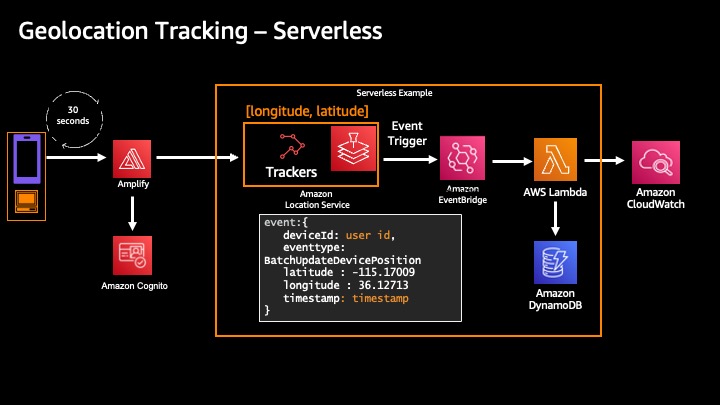 Geolocation Tracking – Serverless
Serverless Example
30
seconds
[longitude, latitude]
Event
Trigger
Trackers
Amplify
Amazon
Location Service
Amazon
EventBridge
AWS Lambda
Amazon
CloudWatch
event:{
deviceId: user id,
eventtype:
BatchUpdateDevicePosition
latitude : -115.17009
longitude : 36.12713
timestamp: timestamp
}
Amazon Cognito
Amazon
DynamoDB